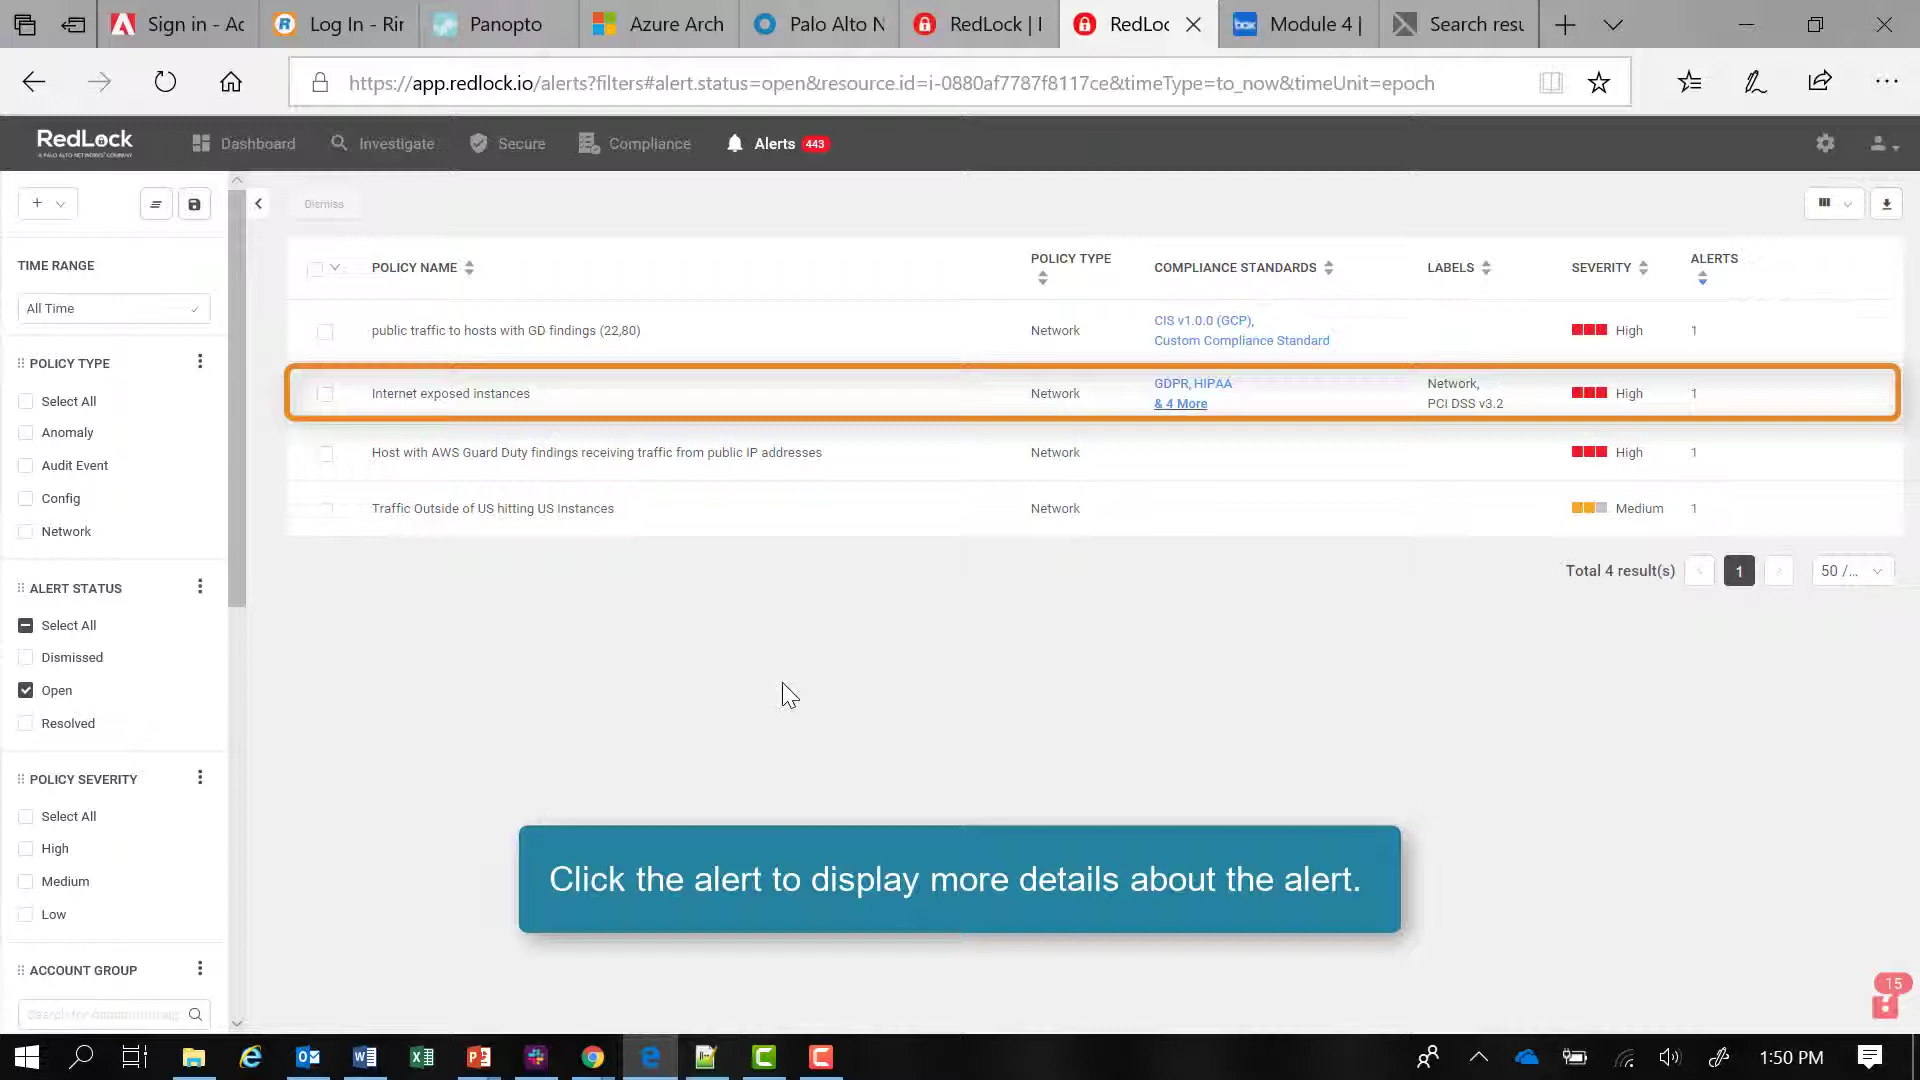 Sign in - Ac
Log In - Rir
Panopto
Azure Arch
Palo Alto N
RedLock | I
RedLoc
box
Module 4 |
Search resu
https://app.redlock.io/alerts?filters#alert.status=open&resource.id=i-0880af7787f8117ce&timeType=to_now&timeUnit=epoch
RedLock
A PALO ALTO NETWORKS COMPANY
Dashboard
Investigate
Secure
Compliance
Alerts 443
Dismiss
TIME RANGE
All Time
POLICY TYPE
Select All
Anomaly
Audit Event
Config
Network
ALERT STATUS
Select All
Dismissed
Open
Resolved
POLICY SEVERITY
Select All
High
Medium
Low
ACCOUNT GROUP
POLICY NAME POLICY TYPE COMPLIANCE STANDARDS LABELS SEVERITY ALERTS
public traffic to hosts with GD findings (22,80) Network CIS v1.0.0 (GCP), High 1
Custom Compliance Standard
Internet exposed instances Network GDPR, HIPAA Network, High 1
& 4 More PCI DSS v3.2
Host with AWS Guard Duty findings receiving traffic from public IP addresses Network High 1
Traffic Outside of US hitting US Instances Network Medium 1
Total 4 result(s) 1 50 /...
Click the alert to display more details about the alert.
15
1:50 PM